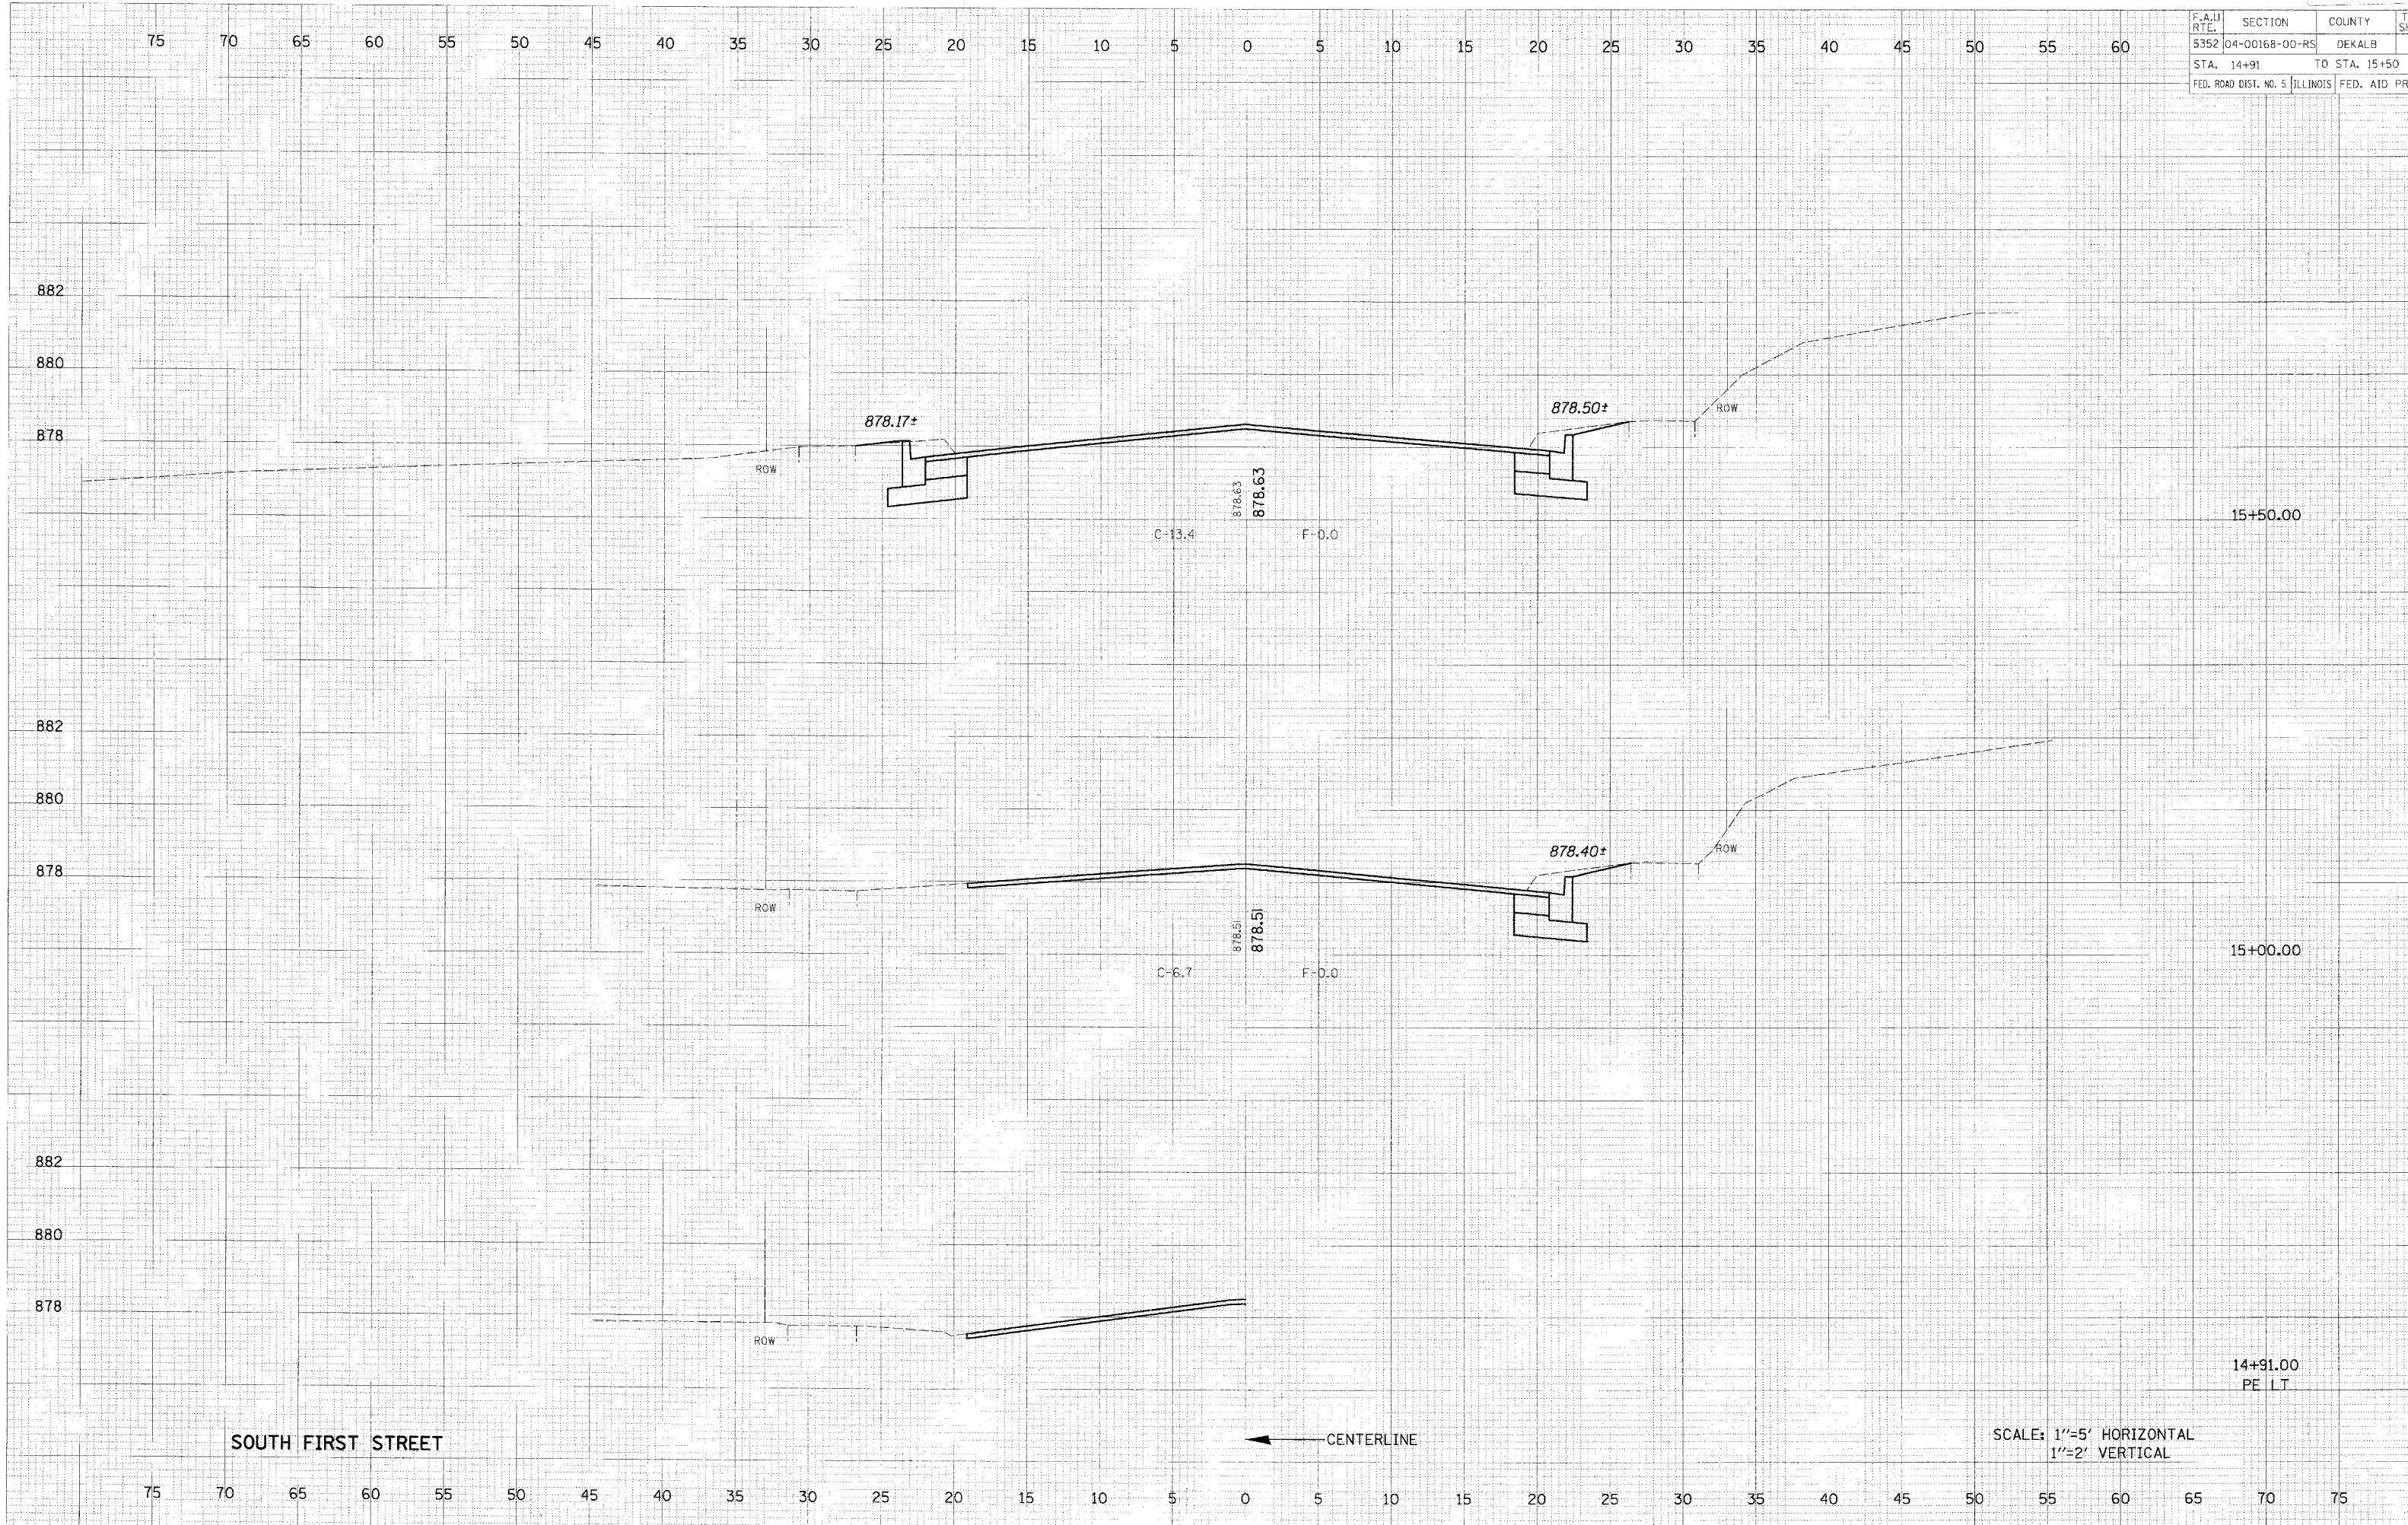 F.A.U. RTE. SECTION COUNTY
5352 04-00168-00-RS DEKALB
STA. 14+91 TO STA. 15+50
FED. ROAD DIST. NO. 5 ILLINOIS FED. AID
75 70 65 60 55 50 45 40 35 30 25 20 15 10 5 0 5 10 15 20 25 30 35 40 45 50 55 60
882
880
878.17± 878.50± ROW
878
ROW
878.63 878.63
15+50.00
C-13.4 F-0.0
882
880
878.40± ROW
878
ROW
878.51 878.51
15+00.00
C-6.7 F-0.0
882
880
878
ROW
14+91.00
PE LT
SOUTH FIRST STREET CENTERLINE SCALE: 1"=5' HORIZONTAL
1"=2' VERTICAL
75 70 65 60 55 50 45 40 35 30 25 20 15 10 5 0 5 10 15 20 25 30 35 40 45 50 55 60 65 70 75